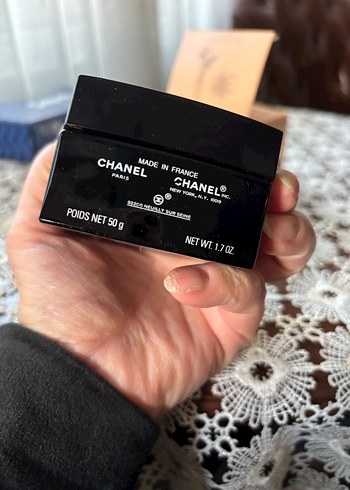 MADE IN FRANCE
CHANEL
PARIS
CHANEL® INC.
NEW YORK, N.Y. 10019
®
92200 NEUILLY SUR SEINE
POIDS NET 50 g
NET WT. 1.7 OZ.